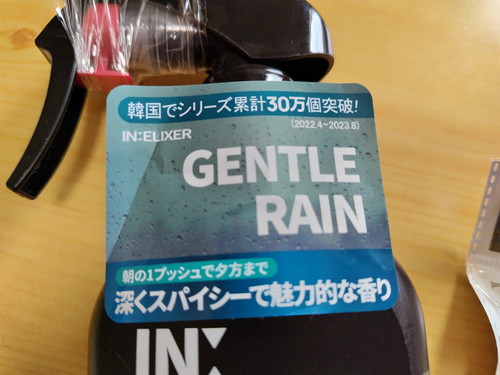 韓国でシリーズ累計30万個突破!
(2022.4~2023.8)
IN:ELIXER
GENTLE
RAIN
朝の1プッシュで夕方まで
深くスパイシーで魅力的な香り
IN: